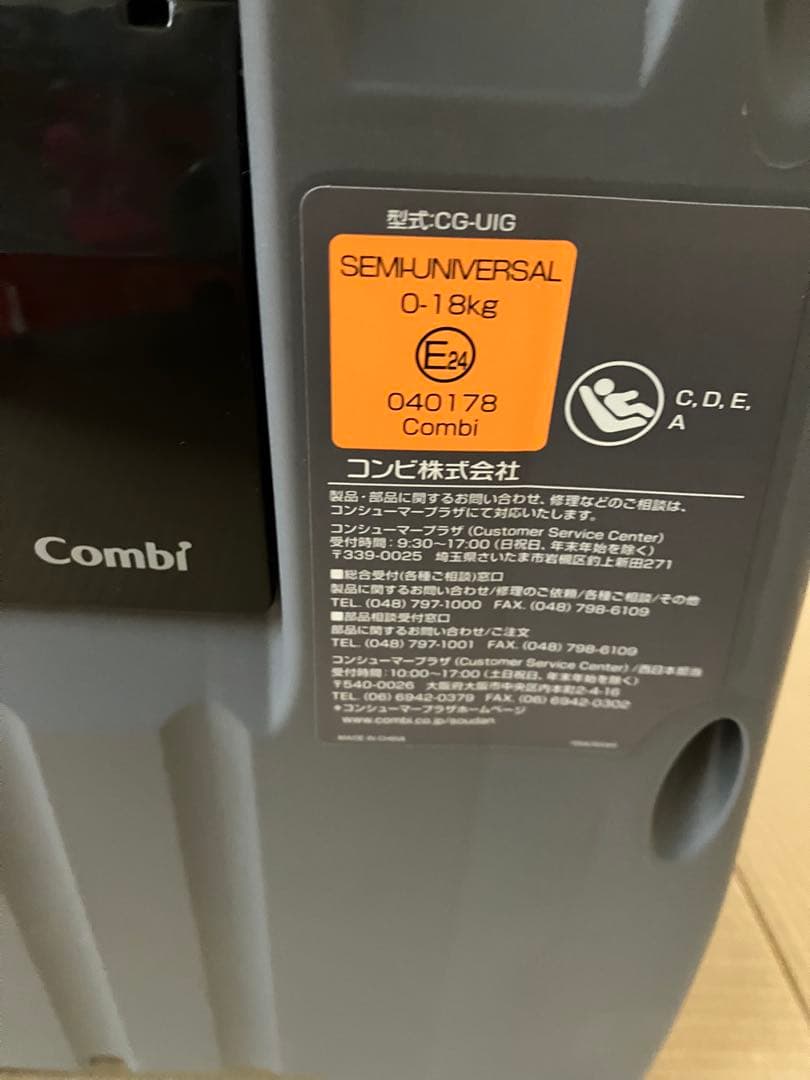 型式:CG-UIG
SEMI-UNIVERSAL
0-18kg
E24
040178
Combi
C, D, E,
A
コンビ株式会社
製品・部品に関するお問い合わせ、修理などのご相談は、
コンシューマープラザにて対応いたします。
コンシューマープラザ (Customer Service Center)
受付時間:9:30~17:00 (日祝日、年末年始を除く)
〒339-0025 埼玉県さいたま市岩槻区釣上新田271
■総合受付(各種ご相談)窓口
製品に関するお問い合わせ/修理のご依頼/各種ご相談/その他
TEL. (048) 797-1000 FAX. (048) 798-6109
■部品相談受付窓口
部品に関するお問い合わせ/ご注文
TEL. (048) 797-1001 FAX. (048) 798-6109
コンシューマープラザ (Customer Service Center) /西日本担当
受付時間:10:00~17:00 (土日祝日、年末年始を除く)
〒540-0026 大阪府大阪市中央区内本町2-4-16
TEL. (06) 6942-0379 FAX. (06) 6942-0302
*コンシューマープラザホームページ
www.combi.co.jp/soudan
MADE IN CHINA
Combi